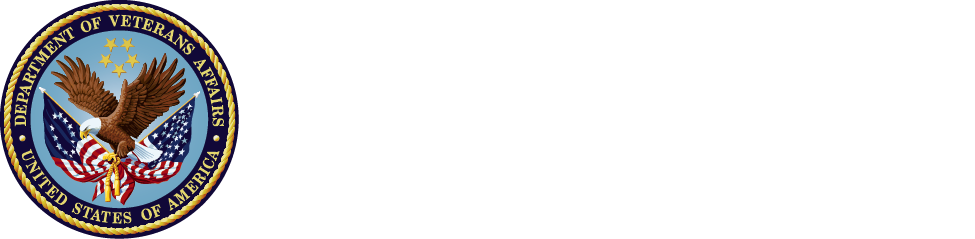 DEPARTMENT OF VETERANS AFFAIRS
UNITED STATES OF AMERICA